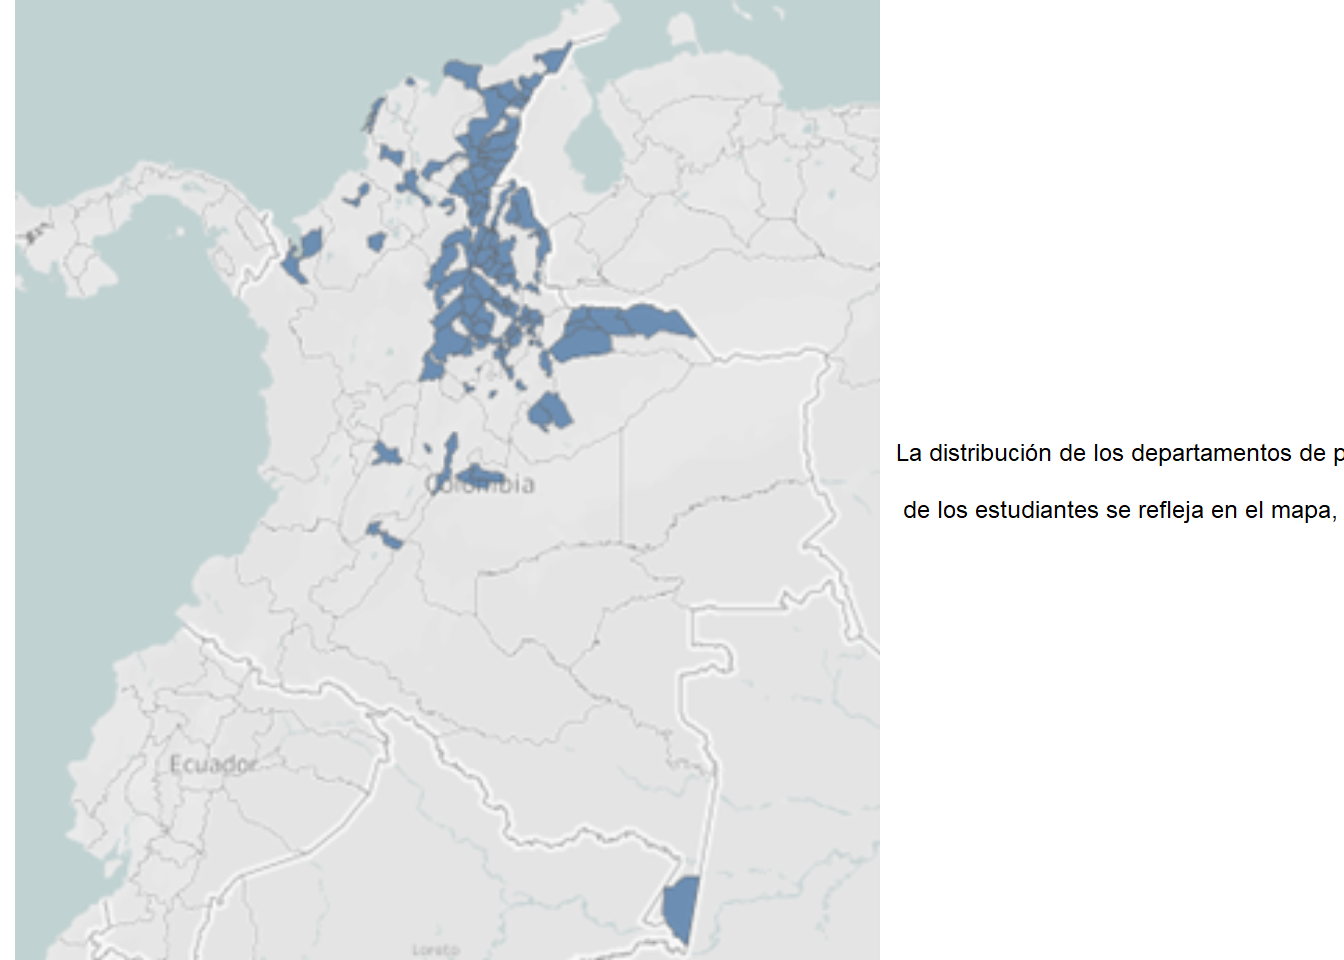 La distribución de los departamentos de p
de los estudiantes se refleja en el mapa,
Colombia
Ecuador
Loreto